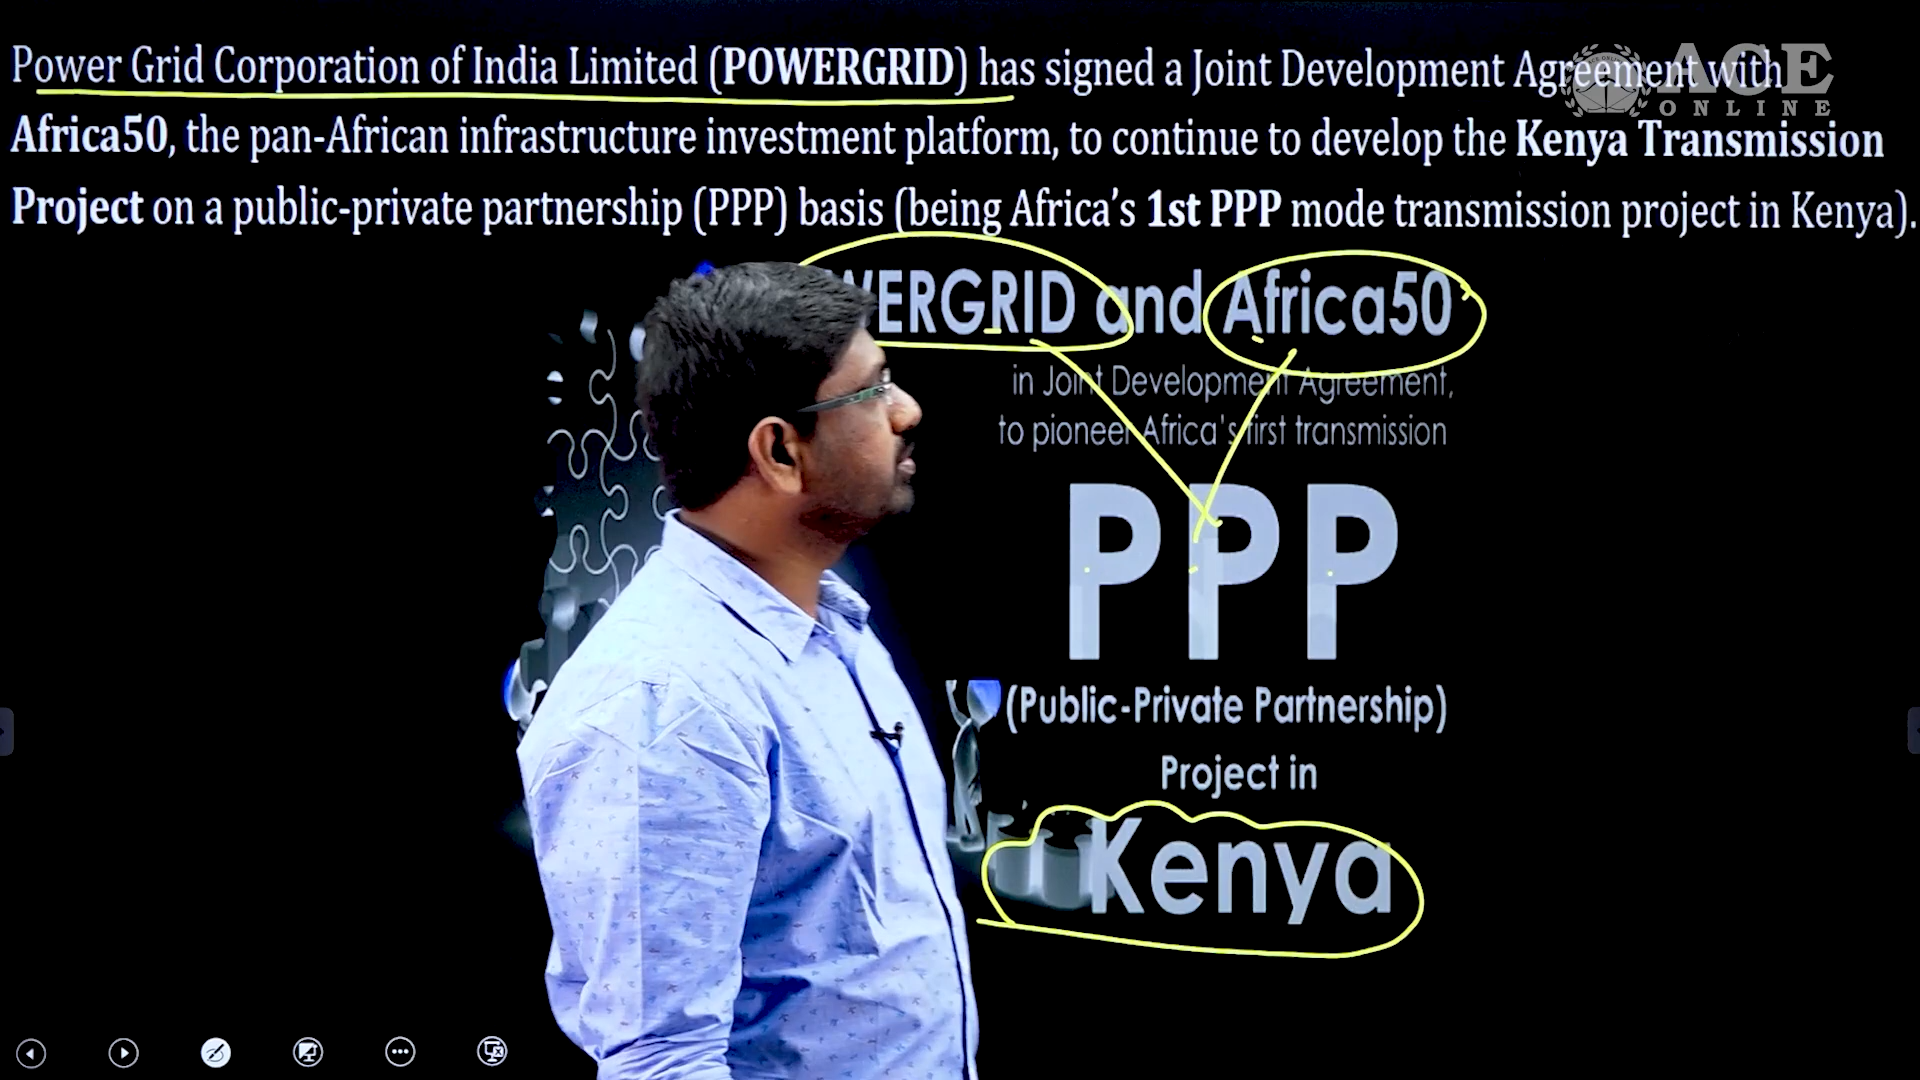 Power Grid Corporation of India Limited (POWERGRID) has signed a Joint Development Agreement with
Africa50, the pan-African infrastructure investment platform, to continue to develop the Kenya Transmission
Project on a public-private partnership (PPP) basis (being Africa's 1st PPP mode transmission project in Kenya).
ACE
ONLINE
WERGRID and Africa50
in Joint Development Agreement,
to pioneer Africa's first transmission
PPP
(Public-Private Partnership)
Project in
Kenya